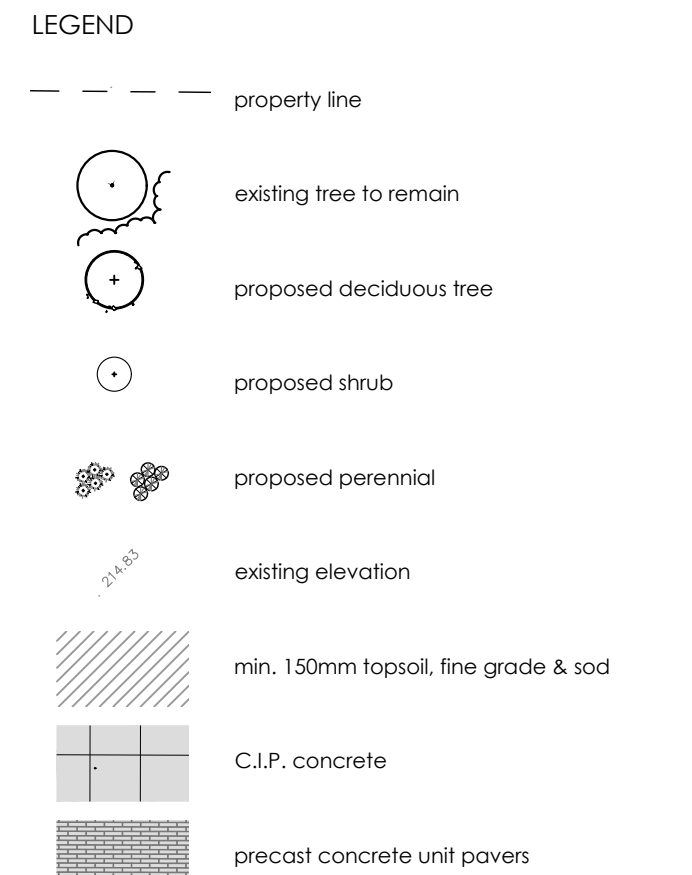 LEGEND
property line
existing tree to remain
proposed deciduous tree
proposed shrub
proposed perennial
214.83
existing elevation
min. 150mm topsoil, fine grade & sod
C.I.P. concrete
precast concrete unit pavers